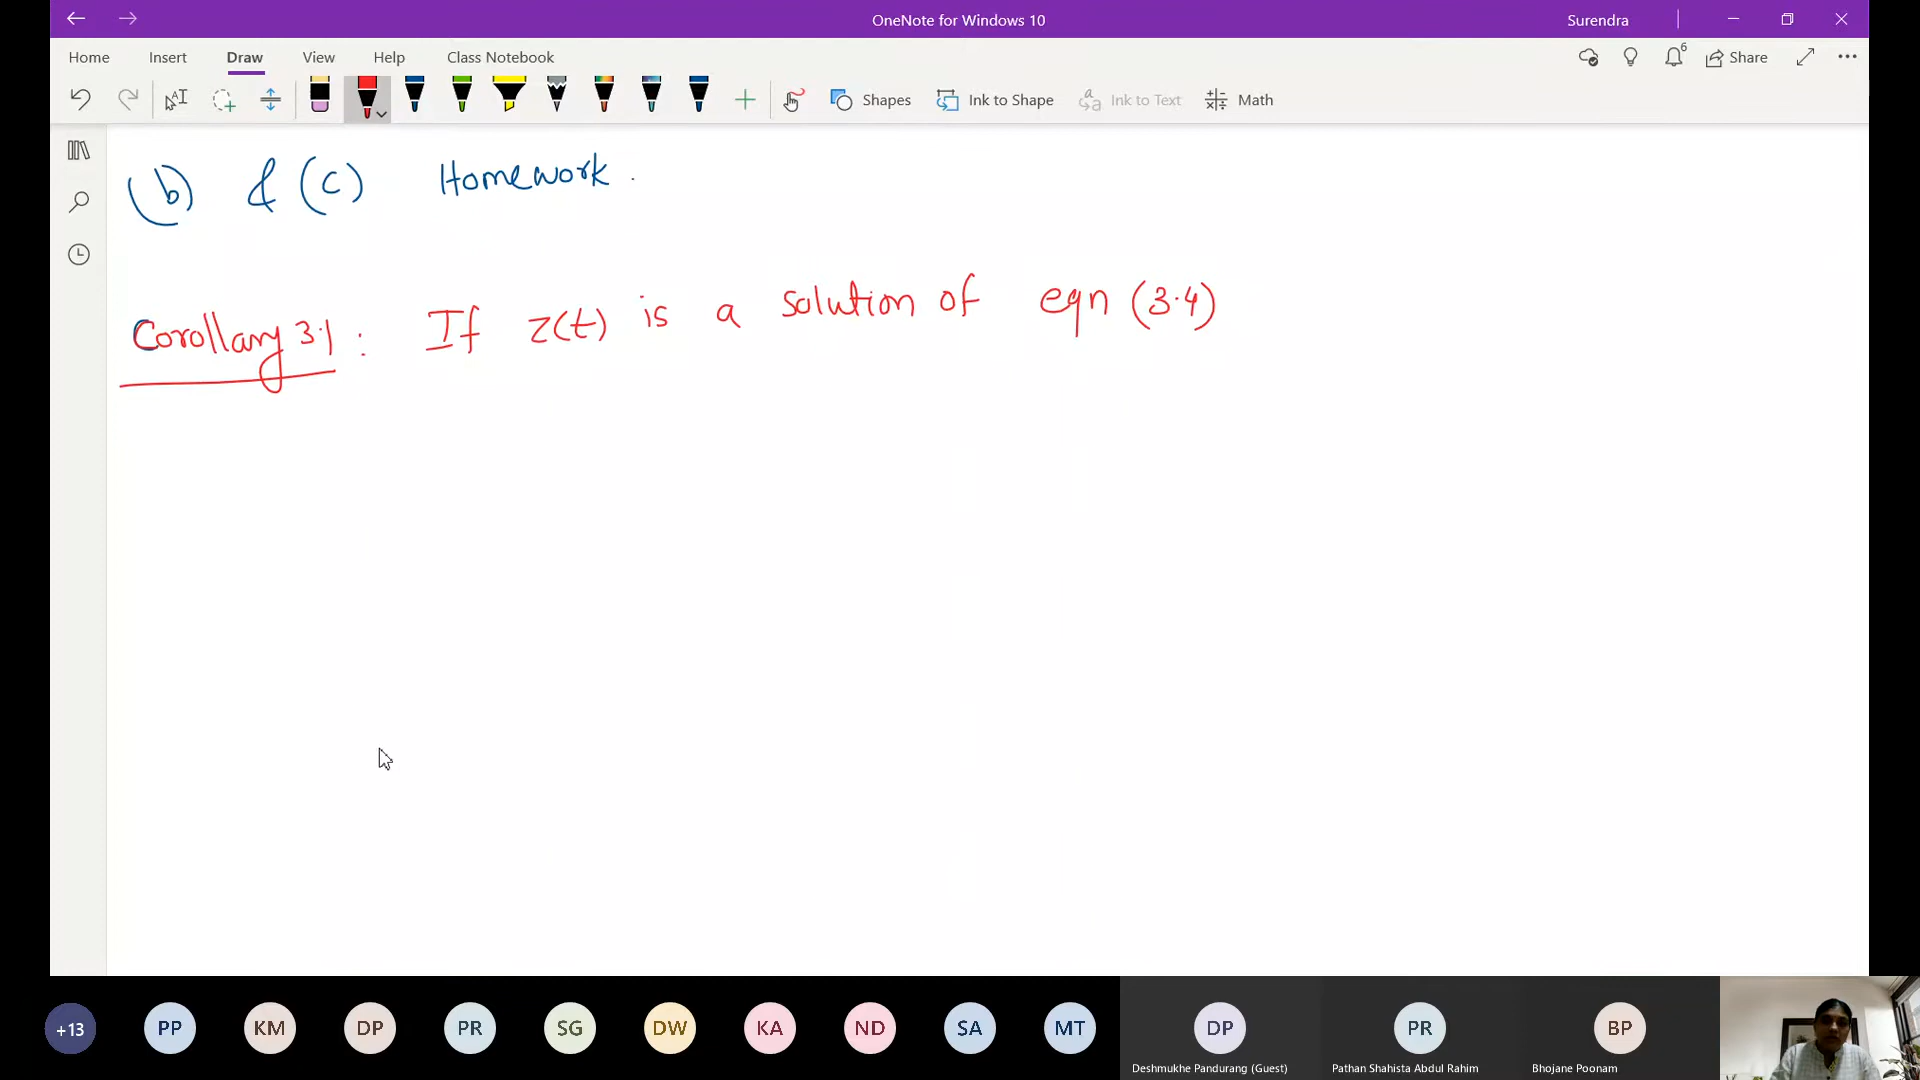 OneNote for Windows 10
Surendra
Home Insert Draw View Help Class Notebook
6
Share
Shapes Ink to Shape Ink to Text Math
(b) & (c) Homework.
Corollary 3.1 : If z(t) is a solution of eqn (3.4)
+13 PP KM DP PR SG DW KA ND SA MT DP PR BP
Deshmukhe Pandurang (Guest) Pathan Shahista Abdul Rahim Bhojane Poonam